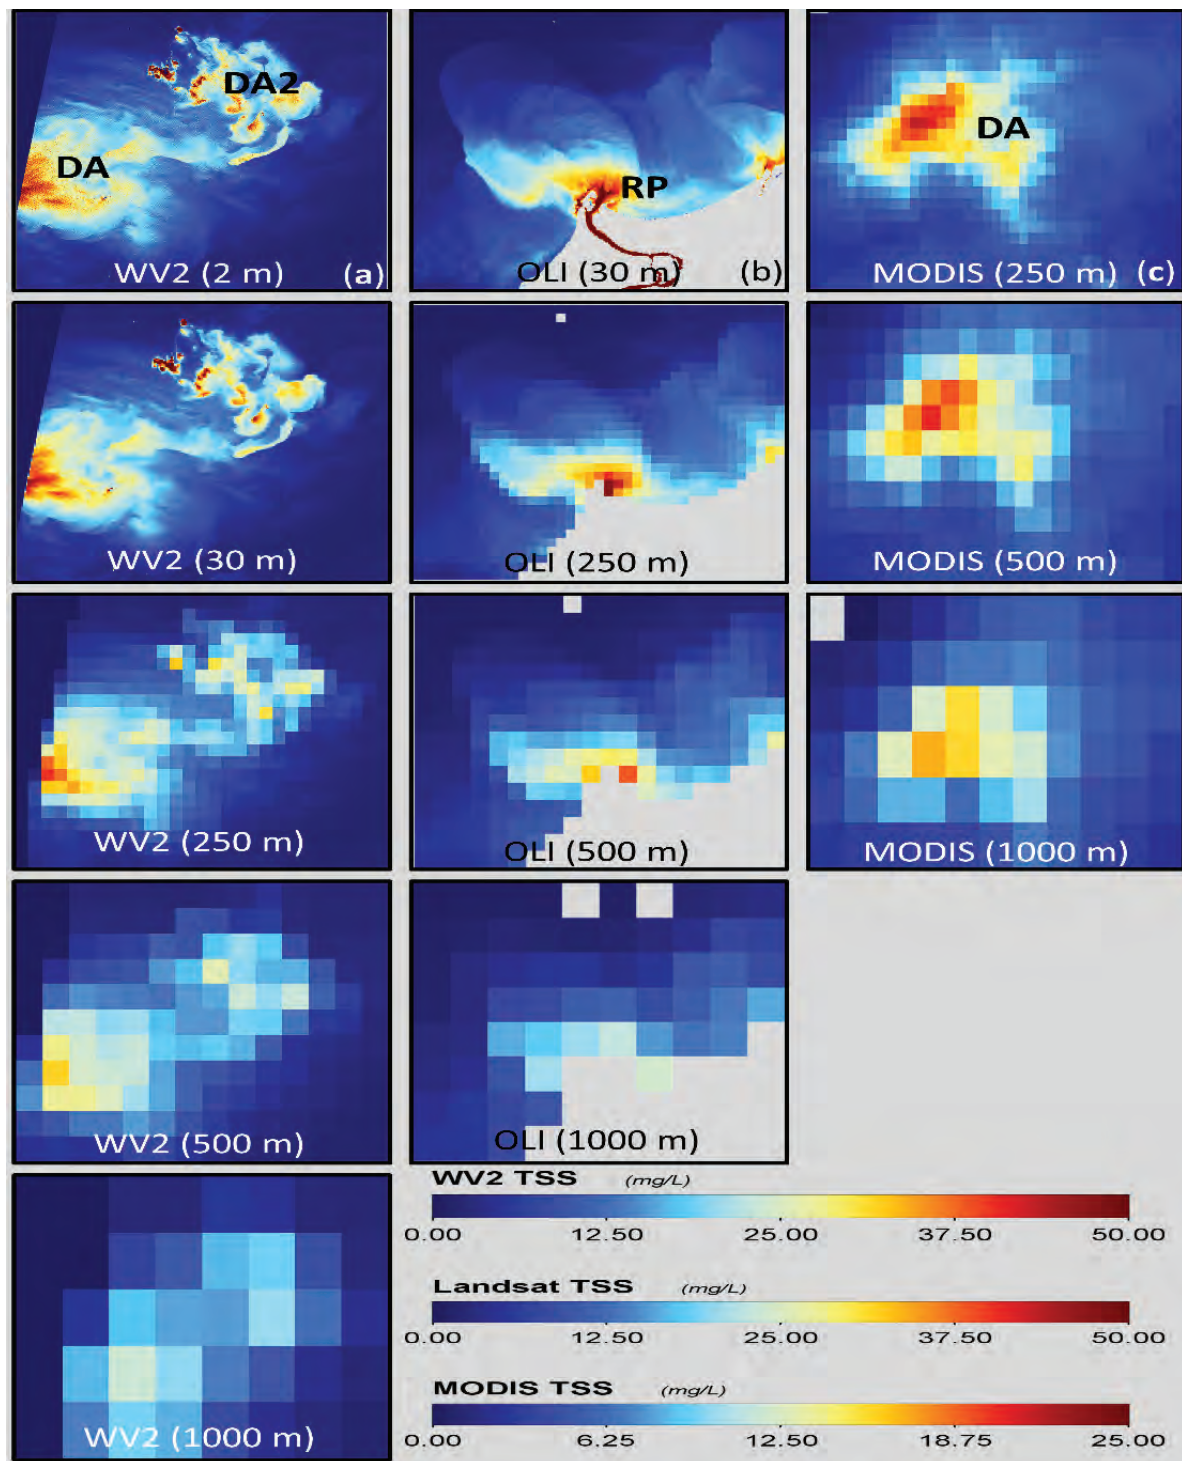 DA2
DA
WV2 (2 m) (a)
RP
OLI (30 m) (b)
DA
MODIS (250 m) (c)
WV2 (30 m)
OLI (250 m)
MODIS (500 m)
WV2 (250 m)
OLI (500 m)
MODIS (1000 m)
WV2 (500 m)
OLI (1000 m)
WV2 (1000 m)
WV2 TSS (mg/L)
0.00 12.50 25.00 37.50 50.00
Landsat TSS (mg/L)
0.00 12.50 25.00 37.50 50.00
MODIS TSS (mg/L)
0.00 6.25 12.50 18.75 25.00